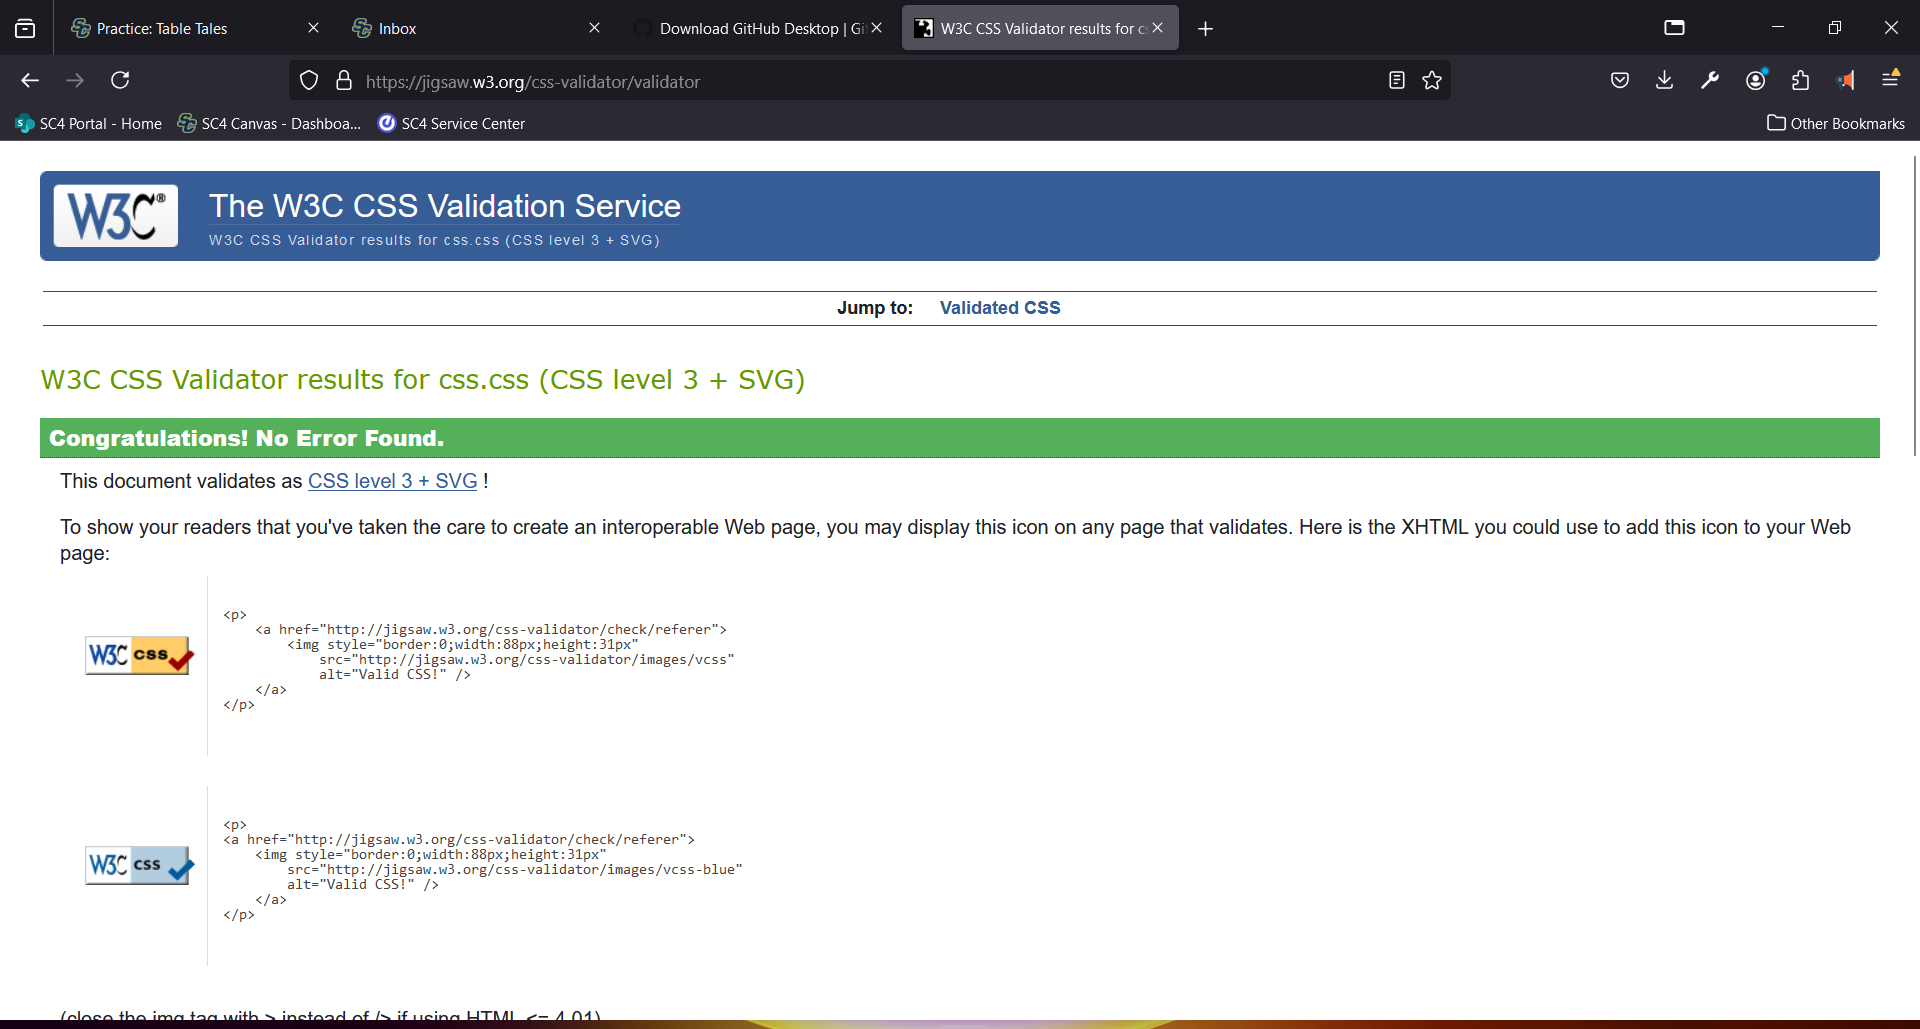 Practice: Table Tales
Inbox
Download GitHub Desktop | Gi
W3C CSS Validator results for cs
https://jigsaw.w3.org/css-validator/validator
SC4 Portal - Home
SC4 Canvas - Dashboa...
SC4 Service Center
Other Bookmarks
W3C®
The W3C CSS Validation Service
W3C CSS Validator results for css.css (CSS level 3 + SVG)
Jump to: Validated CSS
W3C CSS Validator results for css.css (CSS level 3 + SVG)
Congratulations! No Error Found.
This document validates as CSS level 3 + SVG !
To show your readers that you've taken the care to create an interoperable Web page, you may display this icon on any page that validates. Here is the XHTML you could use to add this icon to your Web
page:
W3C css
<p>
<a href="http://jigsaw.w3.org/css-validator/check/referer">
<img style="border:0;width:88px;height:31px"
src="http://jigsaw.w3.org/css-validator/images/vcss"
alt="Valid CSS!" />
</a>
</p>
W3C css
<p>
<a href="http://jigsaw.w3.org/css-validator/check/referer">
<img style="border:0;width:88px;height:31px"
src="http://jigsaw.w3.org/css-validator/images/vcss-blue"
alt="Valid CSS!" />
</a>
</p>
(close the img tag with > instead of /> if using HTML <= 4.01)